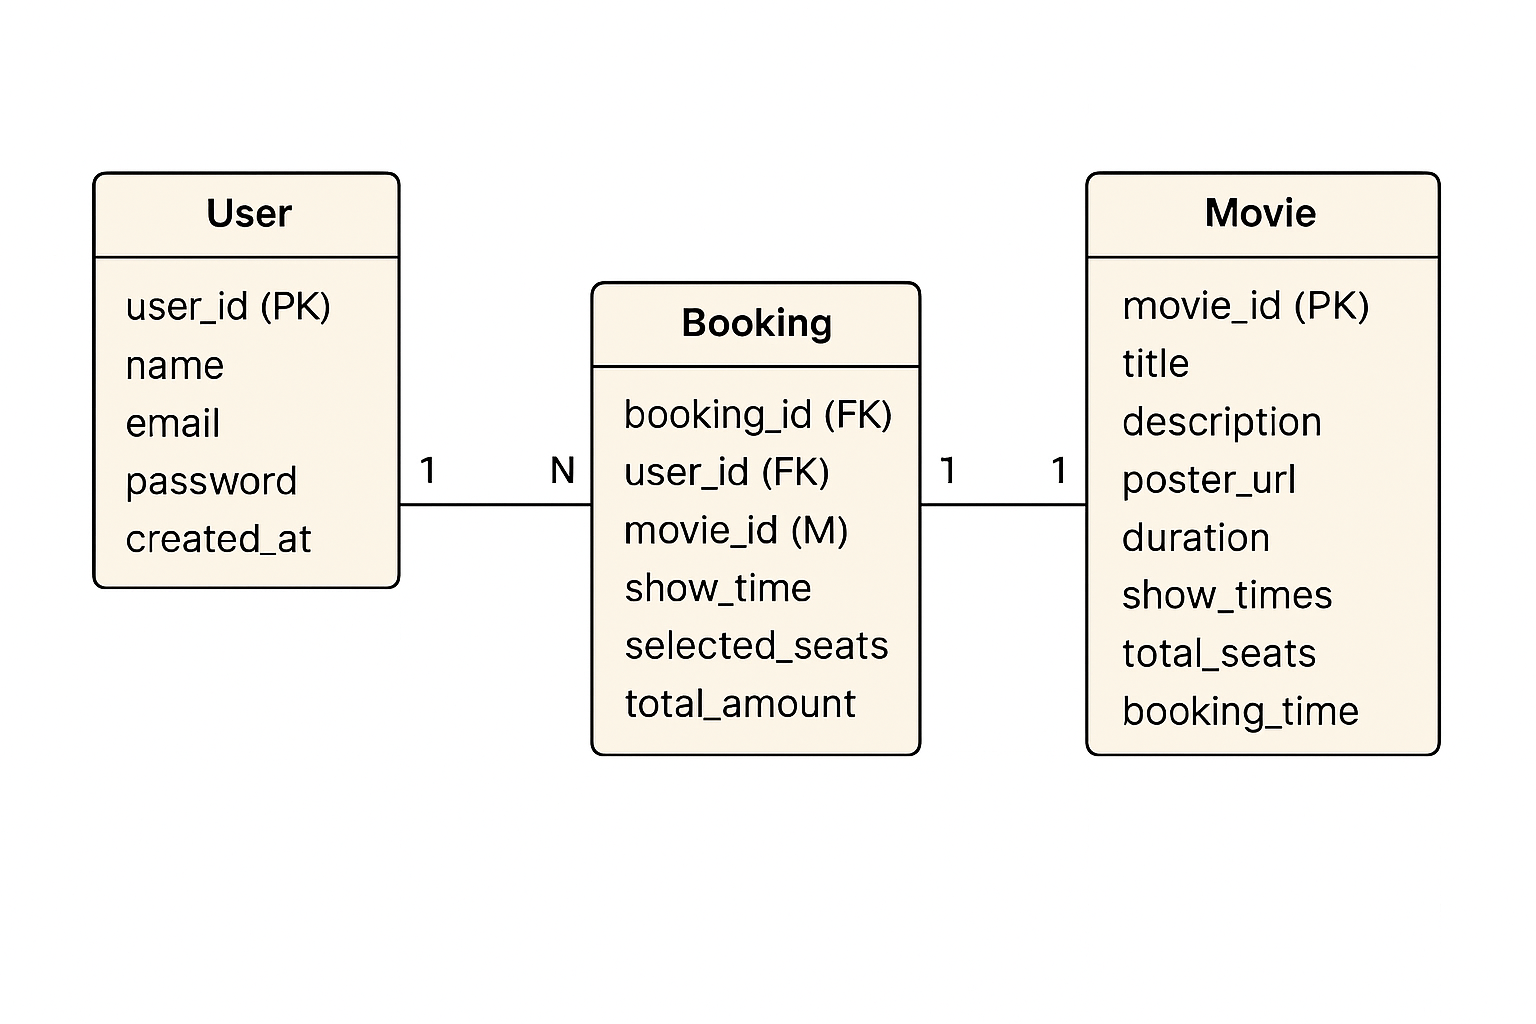 User
user_id (PK)
name
email
password
created_at
1
N
Booking
booking_id (FK)
user_id (FK)
movie_id (M)
show_time
selected_seats
total_amount
1
1
Movie
movie_id (PK)
title
description
poster_url
duration
show_times
total_seats
booking_time